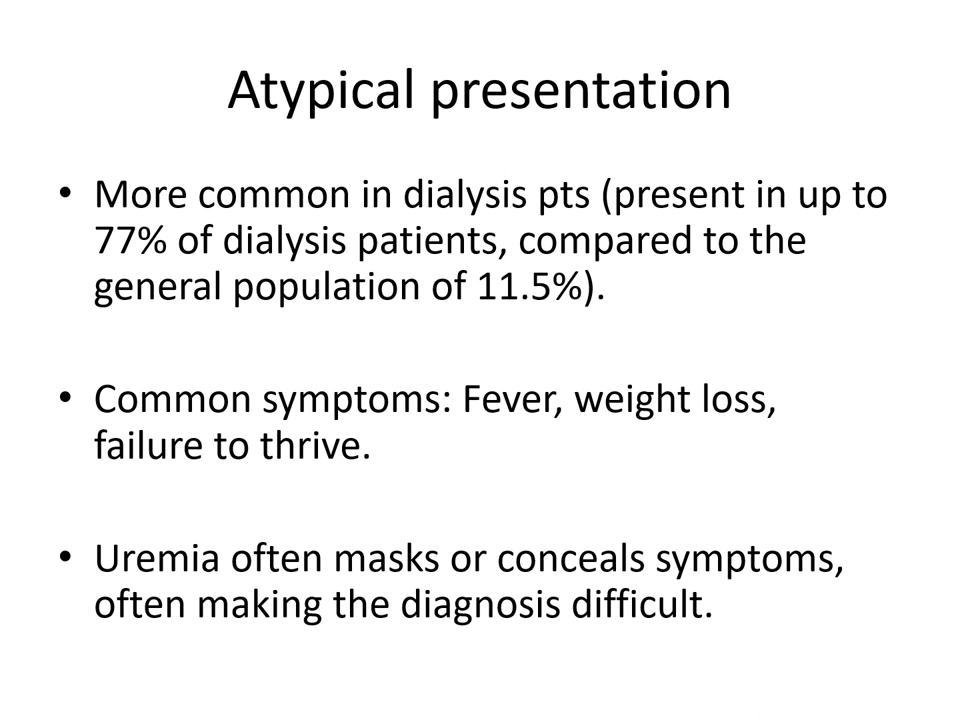 Atypical presentation
• More common in dialysis pts (present in up to
77% of dialysis patients, compared to the
general population of 11.5%).
• Common symptoms: Fever, weight loss,
failure to thrive.
• Uremia often masks or conceals symptoms,
often making the diagnosis difficult.